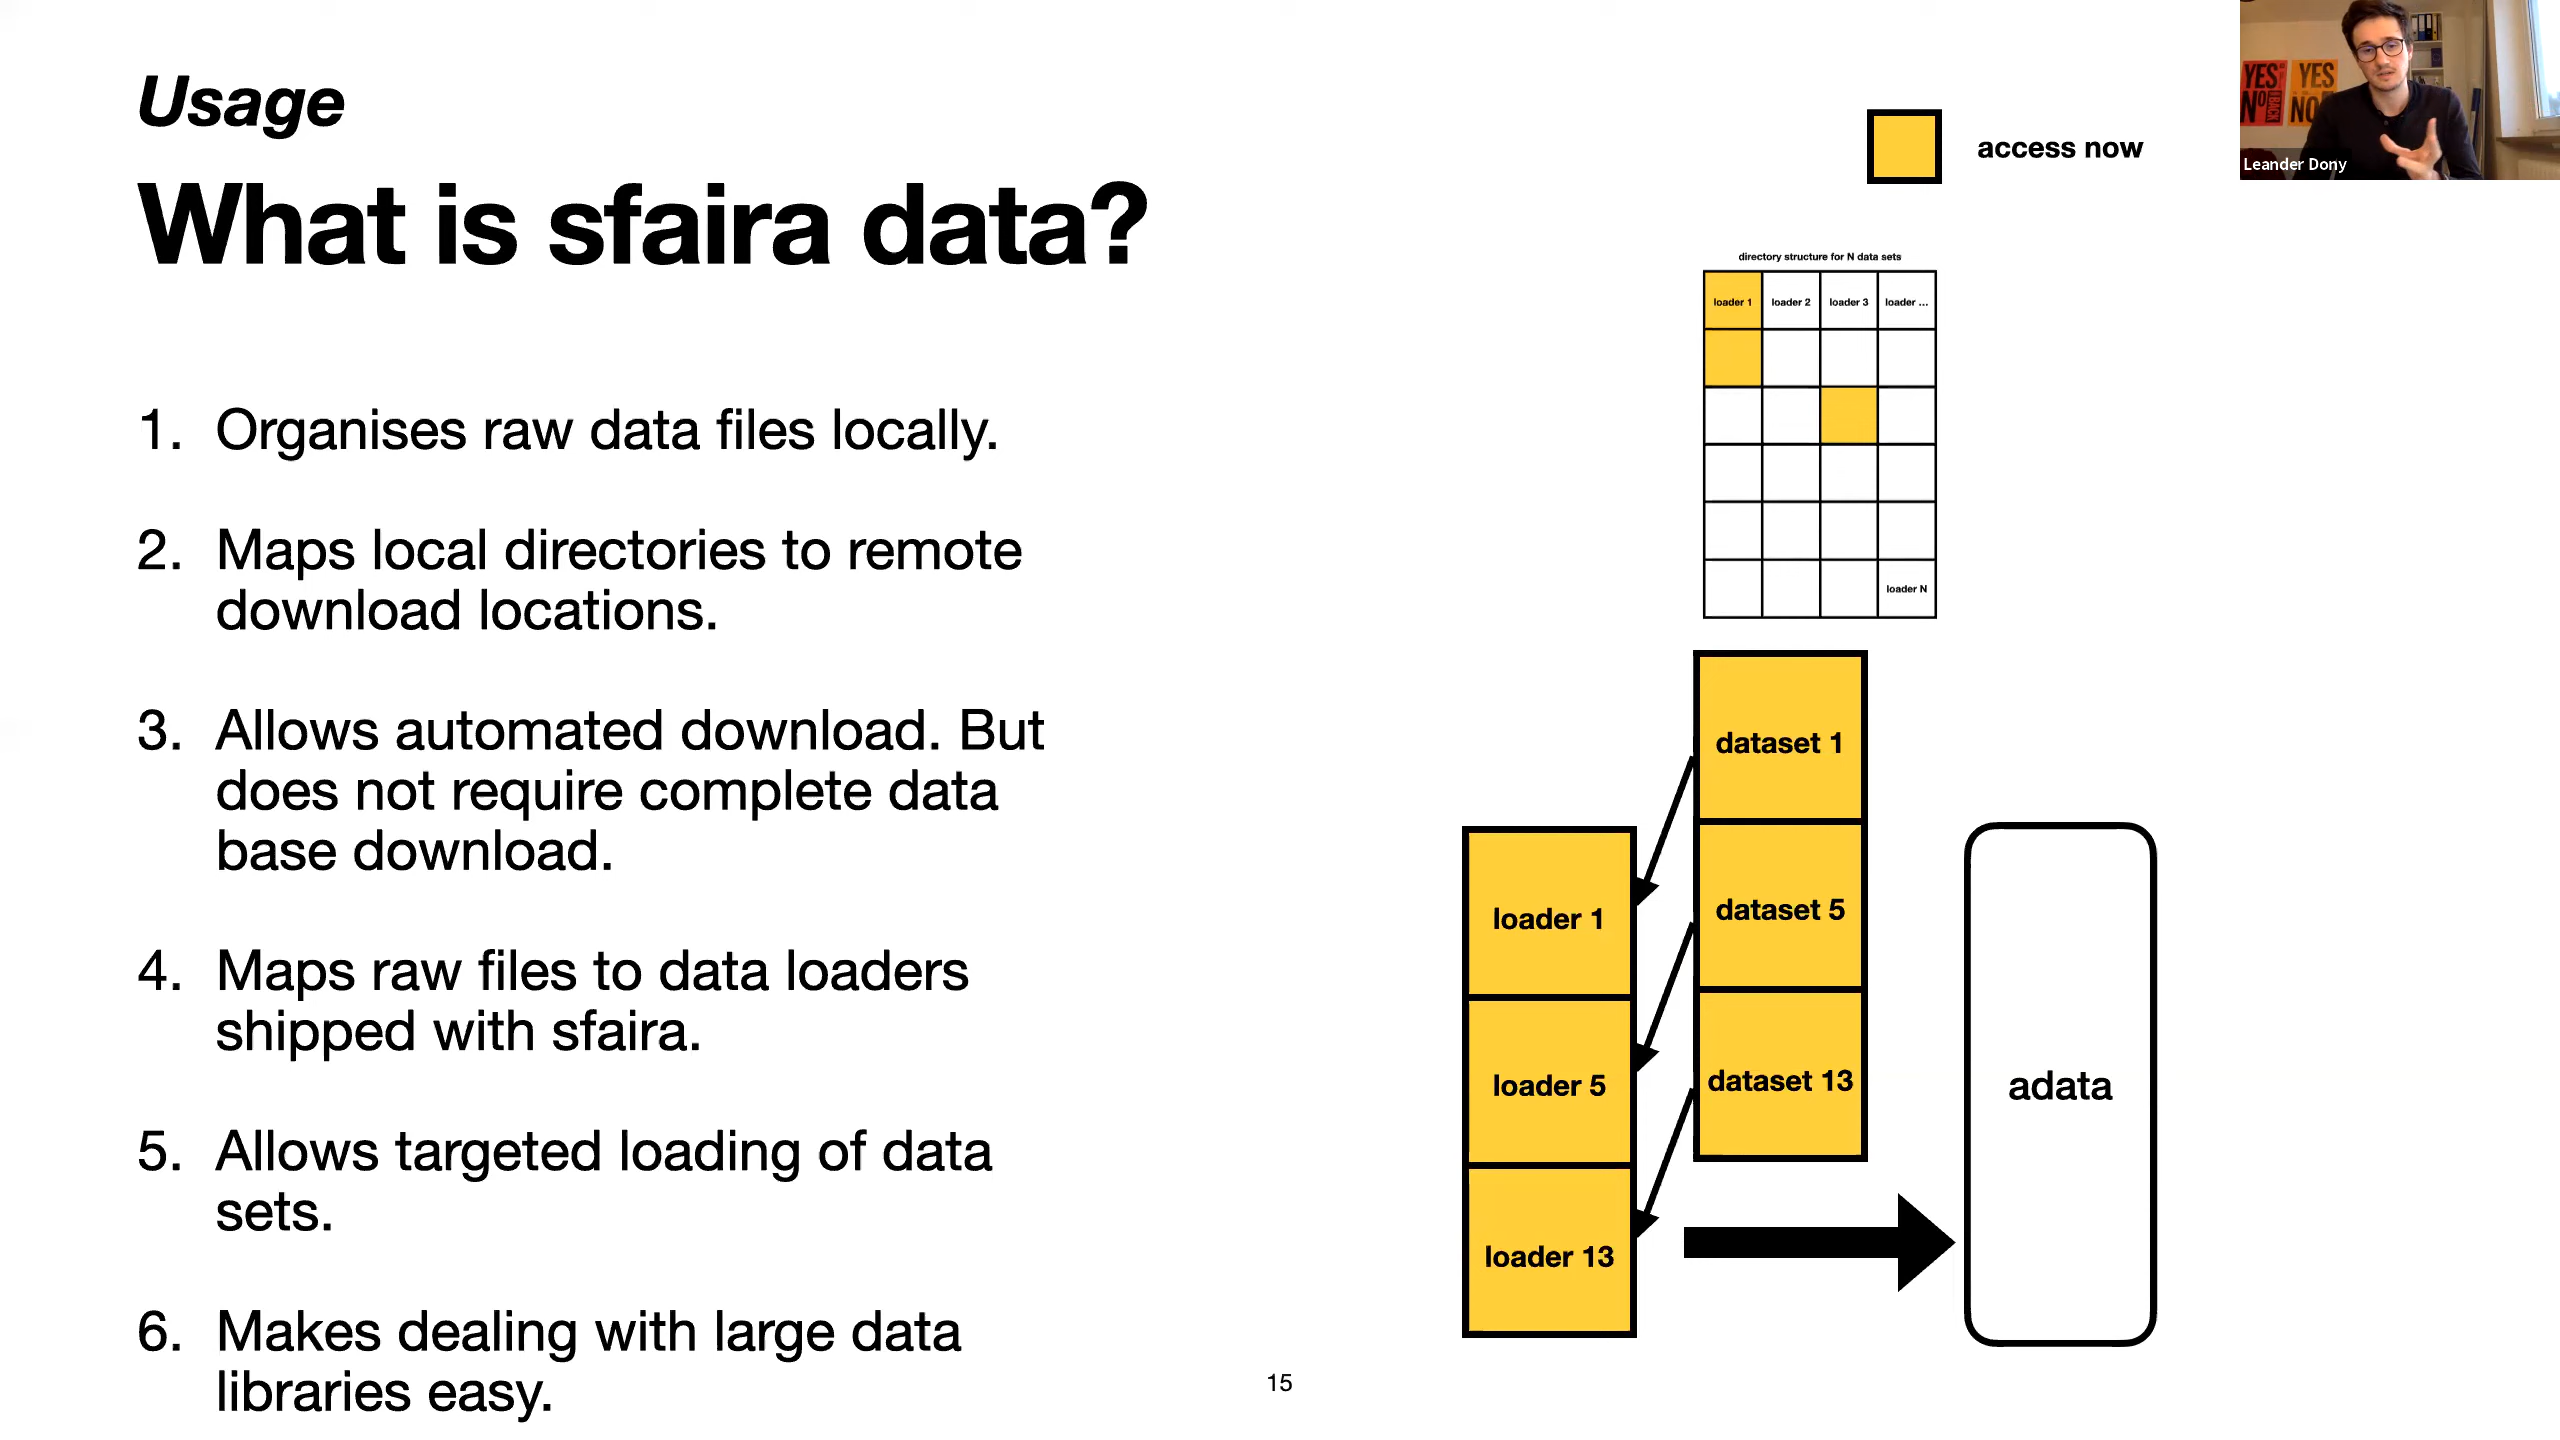 Usage
What is sfaira data?
1. Organises raw data files locally.
2. Maps local directories to remote
download locations.
3. Allows automated download. But
does not require complete data
base download.
4. Maps raw files to data loaders
shipped with sfaira.
5. Allows targeted loading of data
sets.
6. Makes dealing with large data
libraries easy.
access now
directory structure for N data sets
loader 1 loader 2 loader 3 loader ...
loader N
dataset 1
dataset 5
dataset 13
loader 1
loader 5
loader 13
adata
15
YES YES
NO NO
Leander Dony